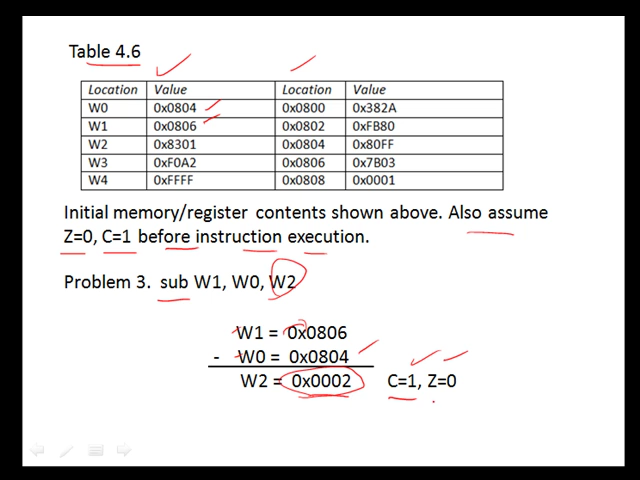 Table 4.6
Location Value Location Value
W0 0x0804 0x0800 0x382A
W1 0x0806 0x0802 0xFB80
W2 0x8301 0x0804 0x80FF
W3 0xF0A2 0x0806 0x7B03
W4 0xFFFF 0x0808 0x0001
Initial memory/register contents shown above. Also assume
Z=0, C=1 before instruction execution.
Problem 3. sub W1, W0, W2
W1 = 0x0806
- W0 = 0x0804
W2 = 0x0002 C=1, Z=0